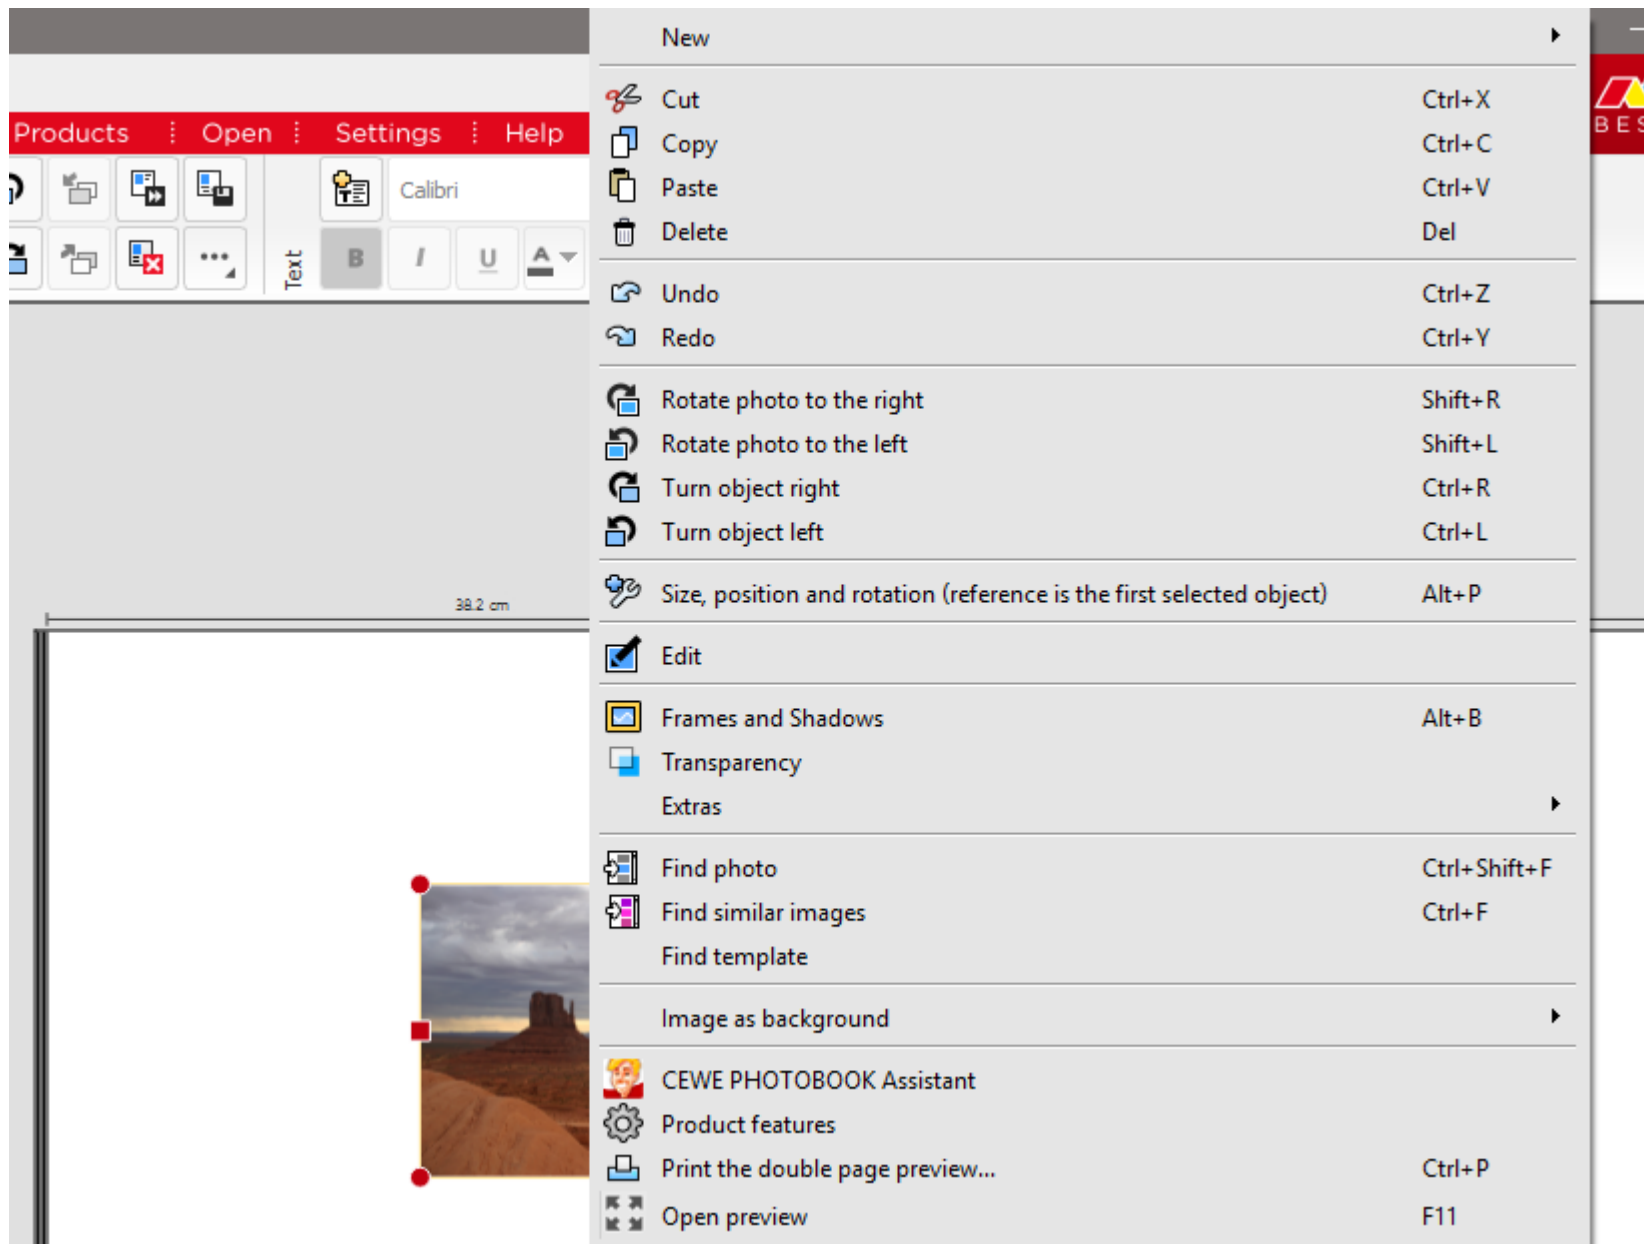 New
Cut Ctrl+X
Copy Ctrl+C
Paste Ctrl+V
Delete Del
Undo Ctrl+Z
Redo Ctrl+Y
Rotate photo to the right Shift+R
Rotate photo to the left Shift+L
Turn object right Ctrl+R
Turn object left Ctrl+L
Size, position and rotation (reference is the first selected object) Alt+P
Edit
Frames and Shadows Alt+B
Transparency
Extras
Find photo Ctrl+Shift+F
Find similar images Ctrl+F
Find template
Image as background
CEWE PHOTOBOOK Assistant
Product features
Print the double page preview... Ctrl+P
Open preview F11
Products Open Settings Help
Calibri
Text
B I U A
38.2 cm